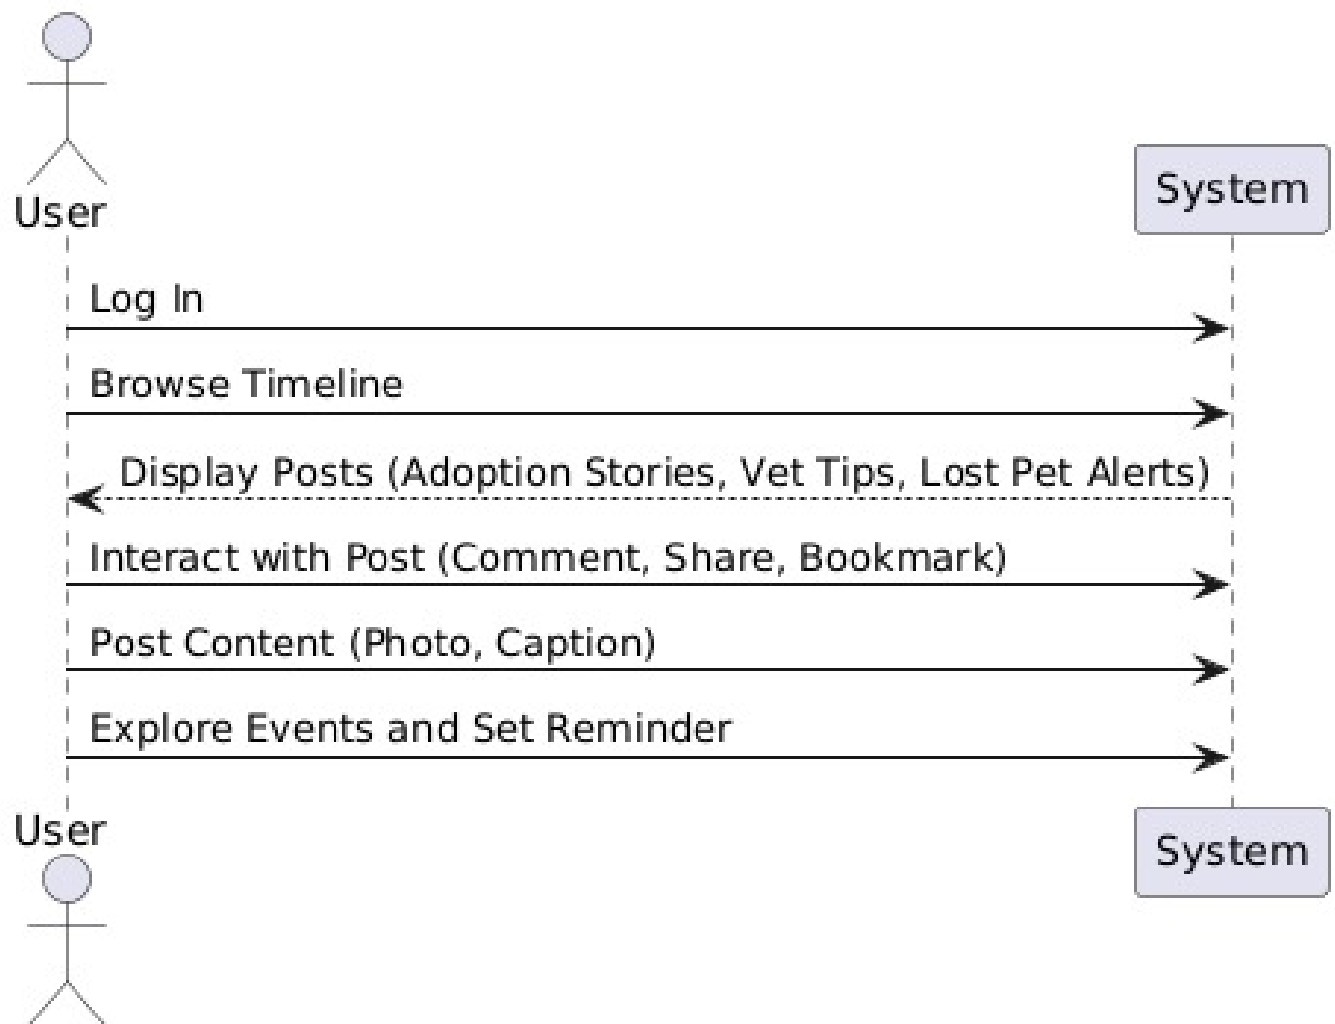 User
System
Log In
Browse Timeline
Display Posts (Adoption Stories, Vet Tips, Lost Pet Alerts)
Interact with Post (Comment, Share, Bookmark)
Post Content (Photo, Caption)
Explore Events and Set Reminder
User
System